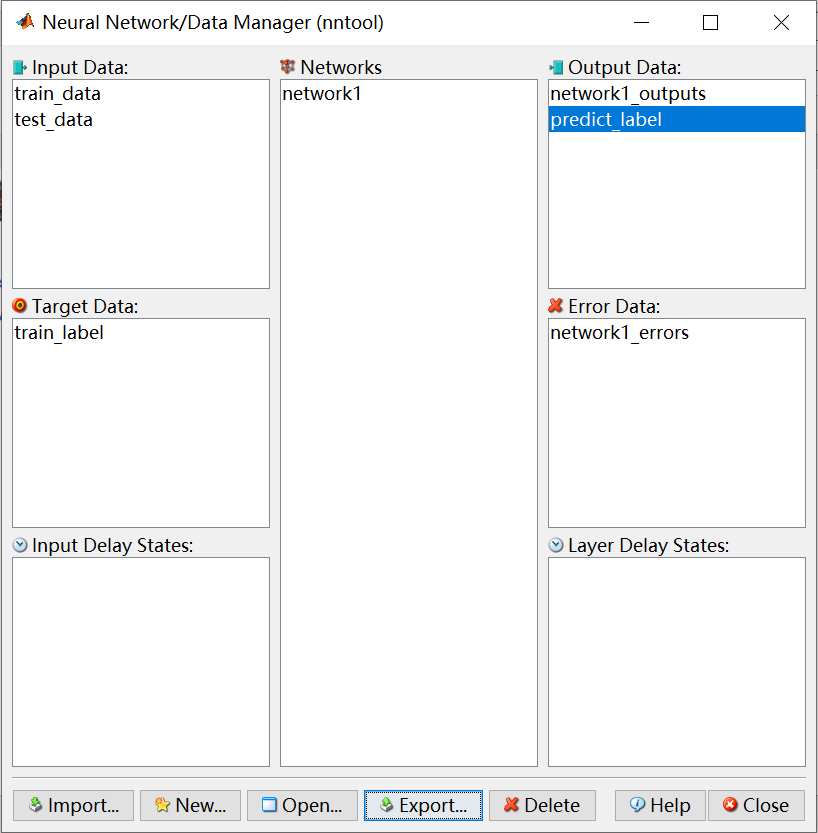 Neural Network/Data Manager (nntool)
Input Data:
train_data
test_data
Networks
network1
Output Data:
network1_outputs
predict_label
Target Data:
train_label
Error Data:
network1_errors
Input Delay States:
Layer Delay States:
Import...
New...
Open...
Export...
Delete
Help
Close